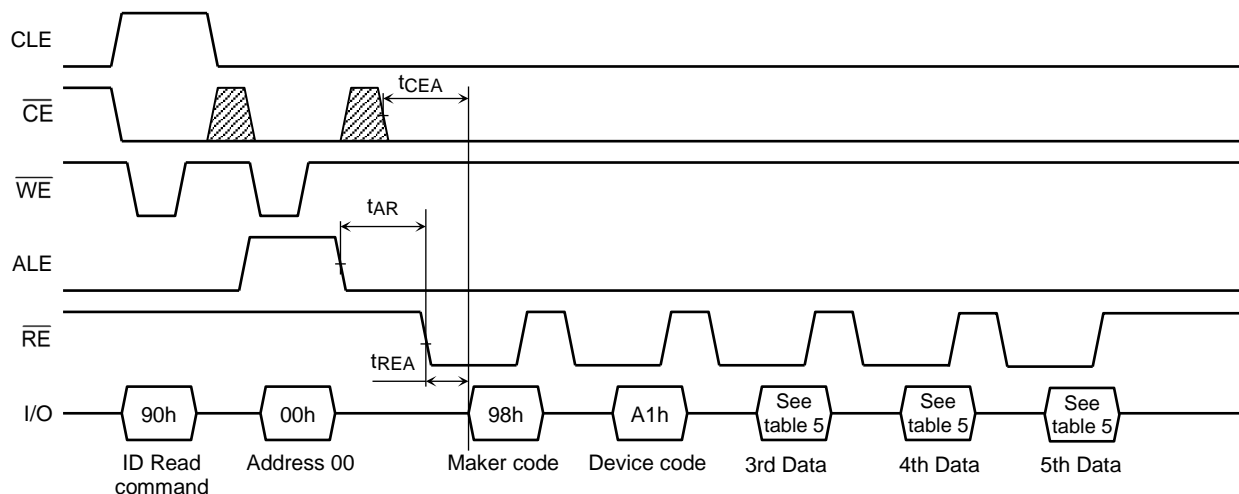 CLE
tCEA
CE
WE
tAR
ALE
RE
tREA
I/O
90h
00h
98h
A1h
See
table 5
See
table 5
See
table 5
ID Read
command
Address 00
Maker code
Device code
3rd Data
4th Data
5th Data